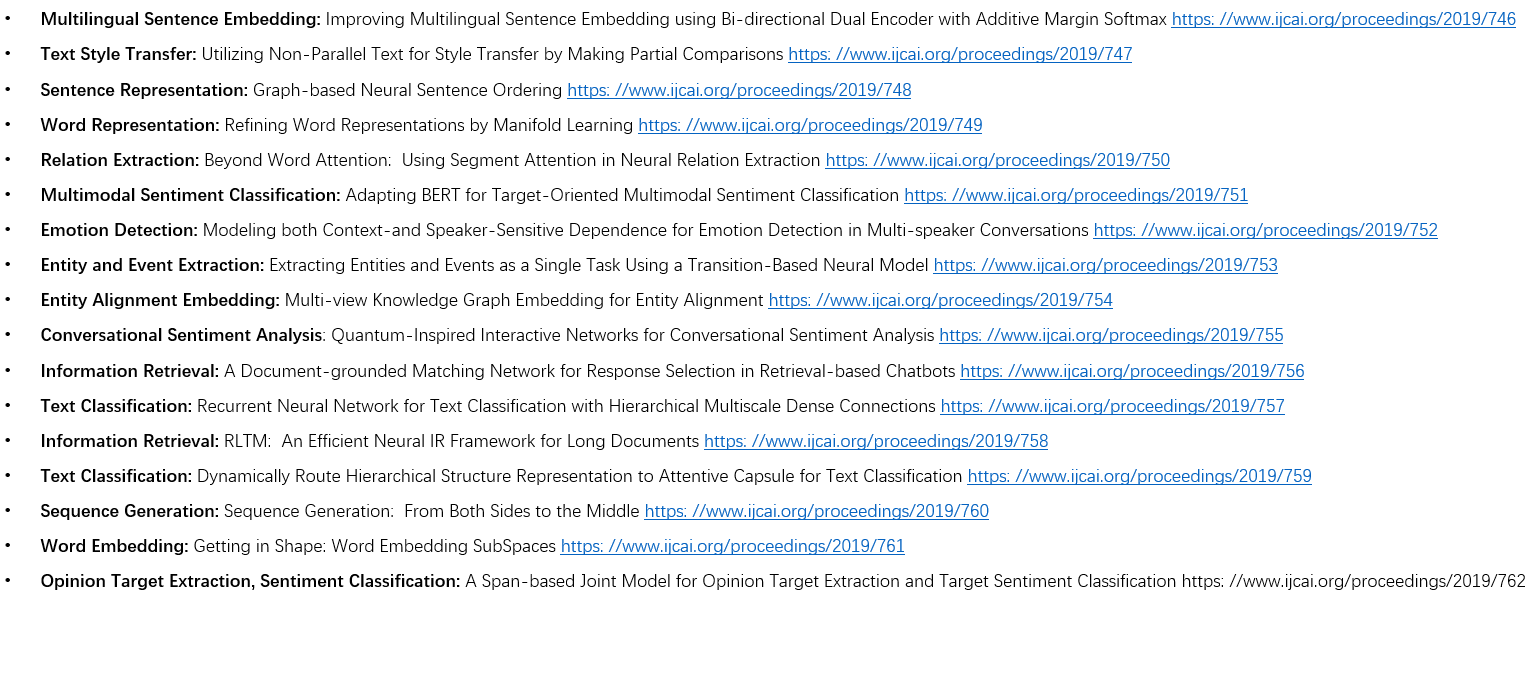 • Multilingual Sentence Embedding: Improving Multilingual Sentence Embedding using Bi-directional Dual Encoder with Additive Margin Softmax https: //www.ijcai.org/proceedings/2019/746
• Text Style Transfer: Utilizing Non-Parallel Text for Style Transfer by Making Partial Comparisons https: //www.ijcai.org/proceedings/2019/747
• Sentence Representation: Graph-based Neural Sentence Ordering https: //www.ijcai.org/proceedings/2019/748
• Word Representation: Refining Word Representations by Manifold Learning https: //www.ijcai.org/proceedings/2019/749
• Relation Extraction: Beyond Word Attention:  Using Segment Attention in Neural Relation Extraction https: //www.ijcai.org/proceedings/2019/750
• Multimodal Sentiment Classification: Adapting BERT for Target-Oriented Multimodal Sentiment Classification https: //www.ijcai.org/proceedings/2019/751
• Emotion Detection: Modeling both Context-and Speaker-Sensitive Dependence for Emotion Detection in Multi-speaker Conversations https: //www.ijcai.org/proceedings/2019/752
• Entity and Event Extraction: Extracting Entities and Events as a Single Task Using a Transition-Based Neural Model https: //www.ijcai.org/proceedings/2019/753
• Entity Alignment Embedding: Multi-view Knowledge Graph Embedding for Entity Alignment https: //www.ijcai.org/proceedings/2019/754
• Conversational Sentiment Analysis: Quantum-Inspired Interactive Networks for Conversational Sentiment Analysis https: //www.ijcai.org/proceedings/2019/755
• Information Retrieval: A Document-grounded Matching Network for Response Selection in Retrieval-based Chatbots https: //www.ijcai.org/proceedings/2019/756
• Text Classification: Recurrent Neural Network for Text Classification with Hierarchical Multiscale Dense Connections https: //www.ijcai.org/proceedings/2019/757
• Information Retrieval: RLTM:  An Efficient Neural IR Framework for Long Documents https: //www.ijcai.org/proceedings/2019/758
• Text Classification: Dynamically Route Hierarchical Structure Representation to Attentive Capsule for Text Classification https: //www.ijcai.org/proceedings/2019/759
• Sequence Generation: Sequence Generation:  From Both Sides to the Middle https: //www.ijcai.org/proceedings/2019/760
• Word Embedding: Getting in Shape: Word Embedding SubSpaces https: //www.ijcai.org/proceedings/2019/761
• Opinion Target Extraction, Sentiment Classification: A Span-based Joint Model for Opinion Target Extraction and Target Sentiment Classification https: //www.ijcai.org/proceedings/2019/762